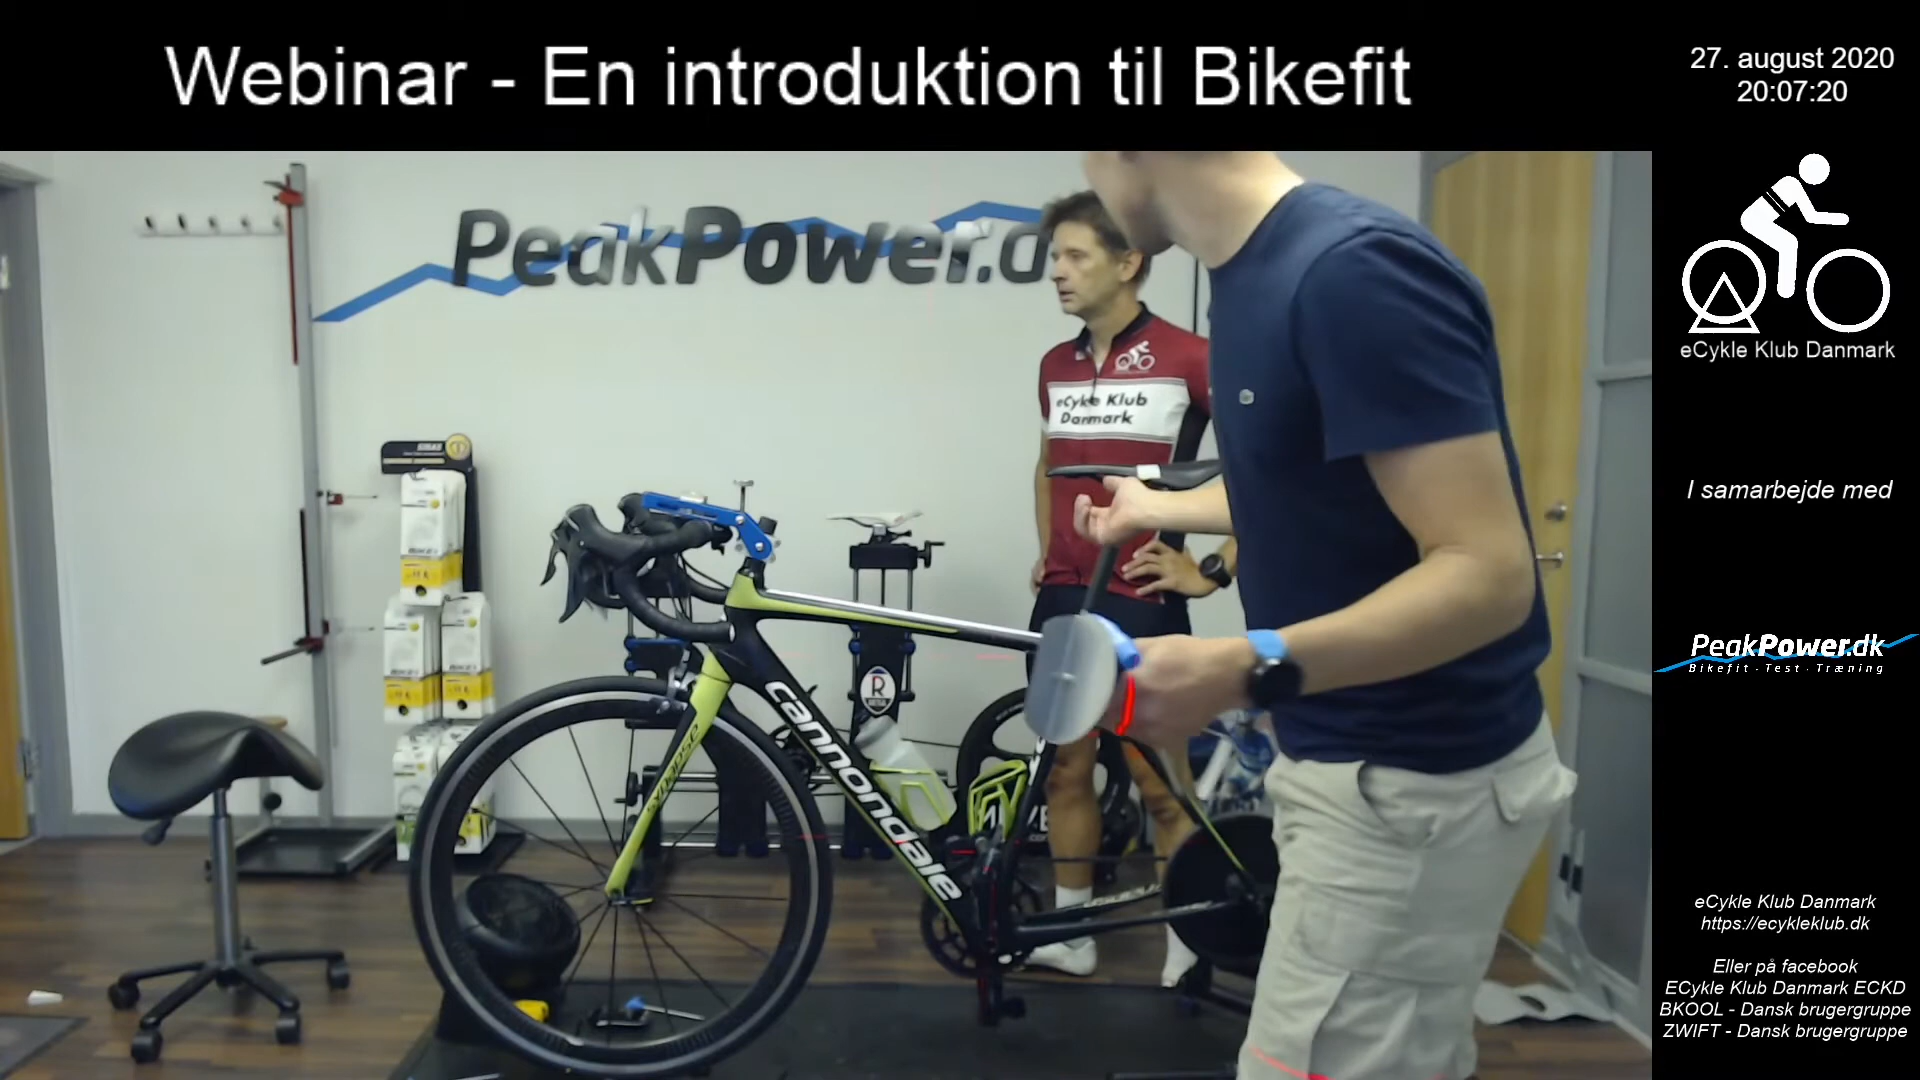 Webinar - En introduktion til Bikefit
27. august 2020
20:07:20
eCykle Klub Danmark
I samarbejde med
PeakPower.dk
Bikefit · Test · Træning
eCykle Klub Danmark
https://ecykleklub.dk
Eller på facebook
ECykle Klub Danmark ECKD
BKOOL - Dansk brugergruppe
ZWIFT - Dansk brugergruppe
PeakPower.d
eCykle Klub
Danmark
cannondale
synapse
R